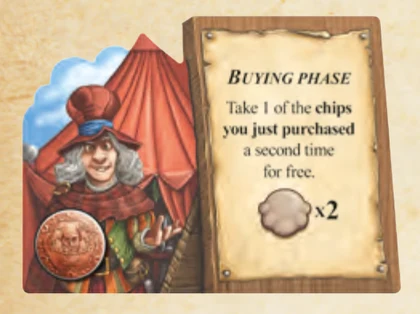 BUYING PHASE
Take 1 of the chips
you just purchased
a second time
for free.
x2